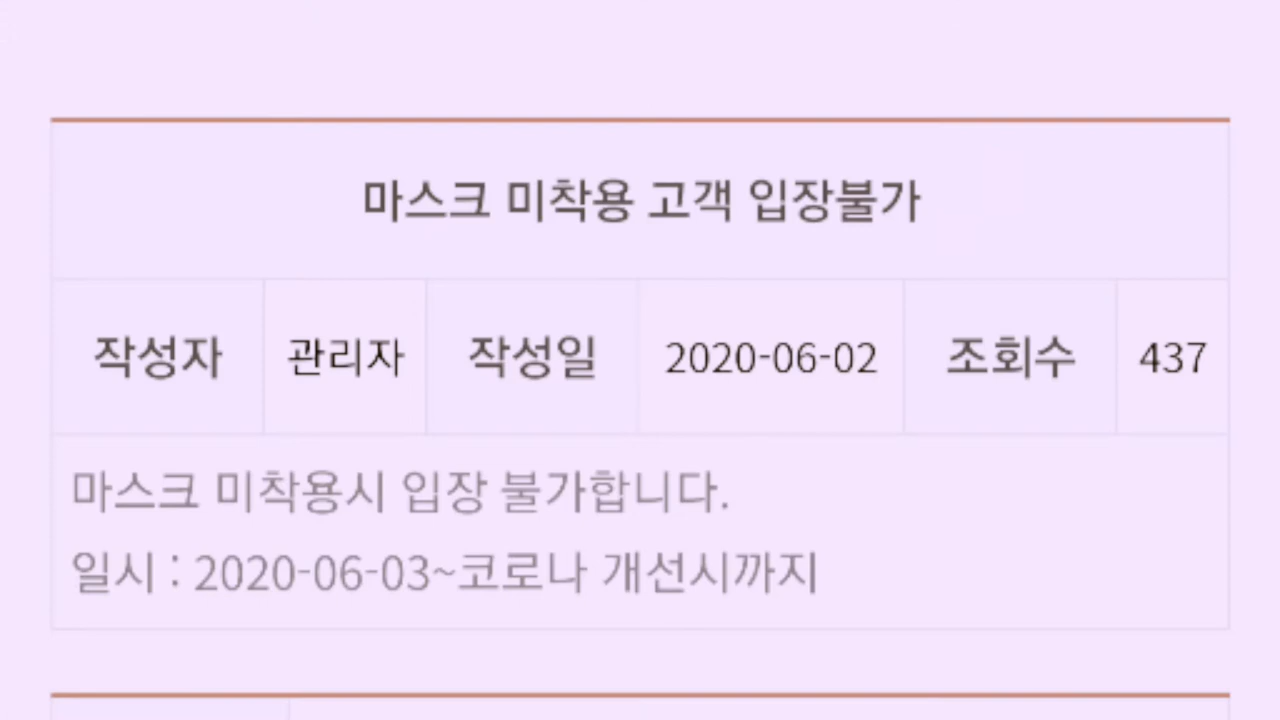 마스크 미착용 고객 입장불가
작성자 관리자 작성일 2020-06-02 조회수 437
마스크 미착용시 입장 불가합니다.
일시 : 2020-06-03~코로나 개선시까지